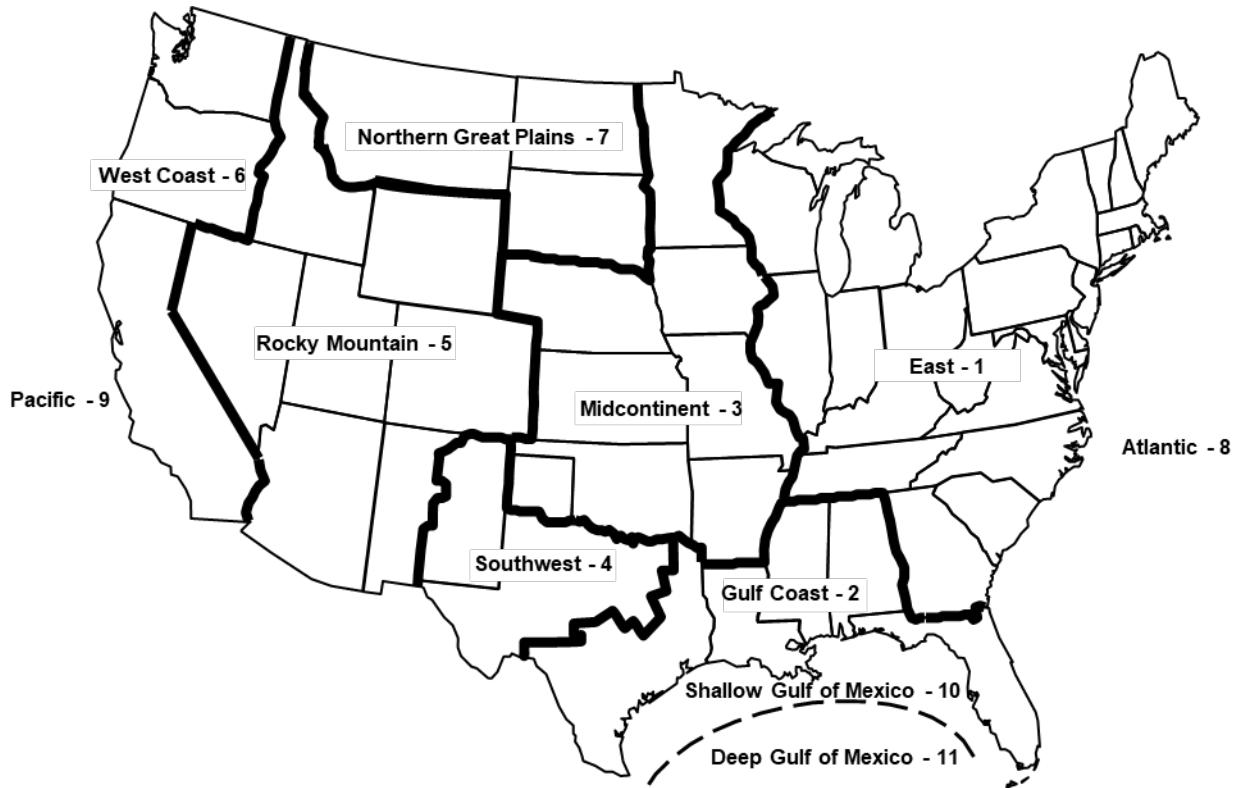 Northern Great Plains - 7
West Coast - 6
Rocky Mountain - 5
East - 1
Pacific - 9
Midcontinent - 3
Atlantic - 8
Southwest - 4
Gulf Coast - 2
Shallow Gulf of Mexico - 10
Deep Gulf of Mexico - 11